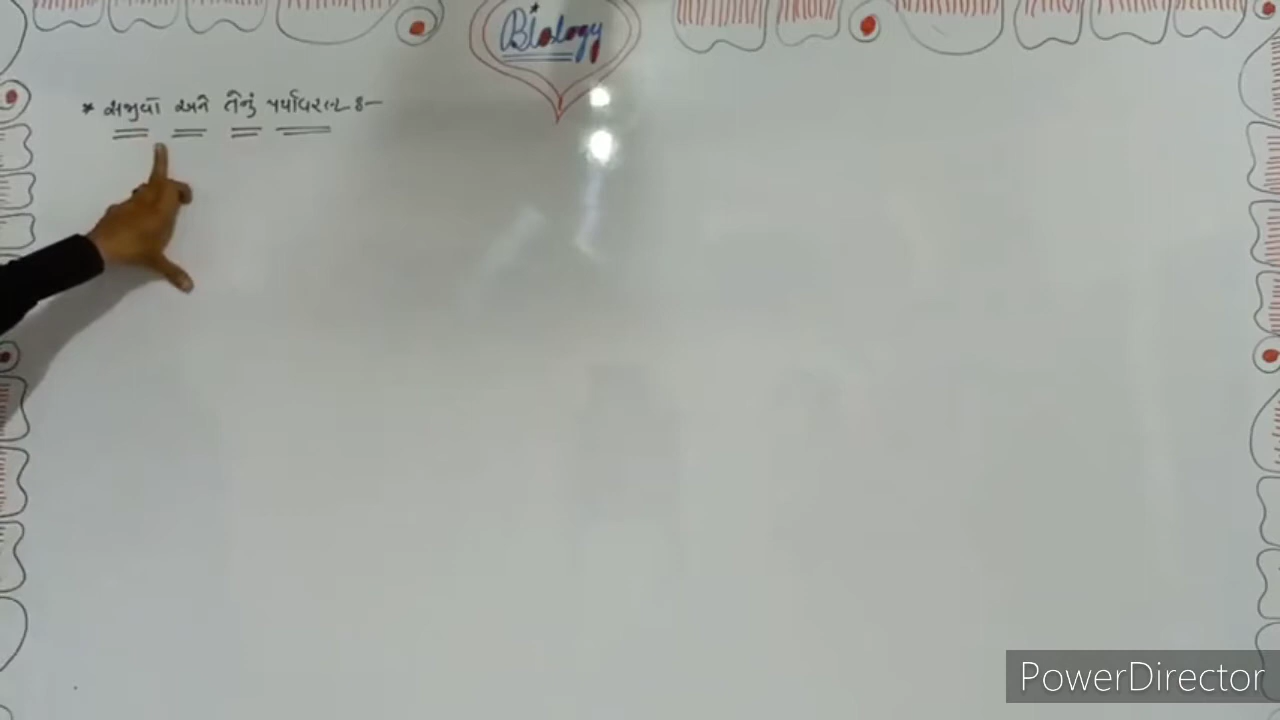 Biology
* સજીવો અને તેનું પર્યાવરણ :-
PowerDirector